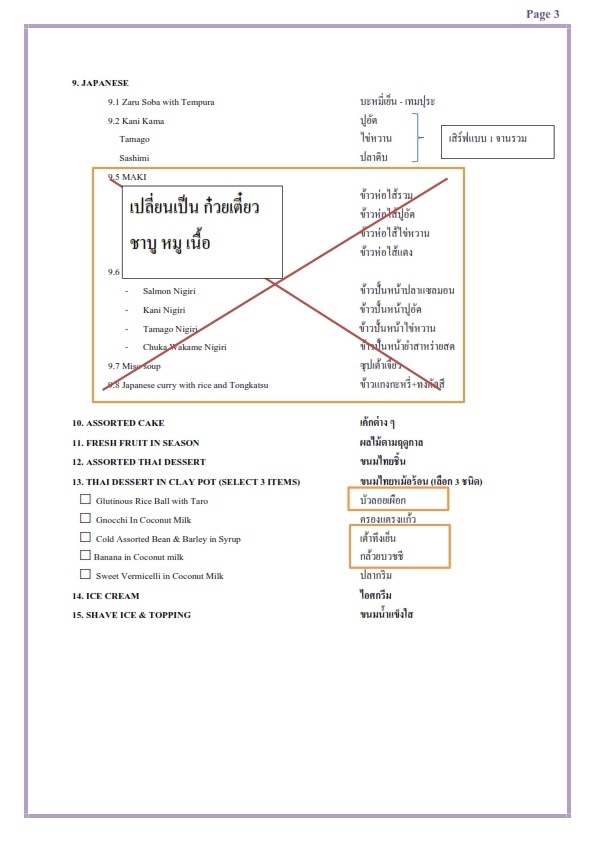 Page 3
9. JAPANESE
9.1 Zaru Soba with Tempura บะหมี่เย็น - เทมปุระ
9.2 Kani Kama ปูอัด
Tamago ไข่หวาน
Sashimi ปลาดิบ
เสิร์ฟแบบ 1 จานรวม
9.5 MAKI
เปลี่ยนเป็น ก๋วยเตี๋ยว
ชาบู หมู เนื้อ
ข้าวห่อไส้รวม
ข้าวห่อไส้ปูอัด
ข้าวห่อไส้ไข่หวาน
ข้าวห่อไส้แตง
9.6
- Salmon Nigiri ข้าวปั้นหน้าปลาแซลมอน
- Kani Nigiri ข้าวปั้นหน้าปูอัด
- Tamago Nigiri ข้าวปั้นหน้าไข่หวาน
- Chuka Wakame Nigiri ข้าวปั้นหน้ายำสาหร่ายสด
9.7 Miso soup ซุปเต้าเจี้ยว
9.8 Japanese curry with rice and Tongkatsu ข้าวแกงกะหรี่+ทงคัตสึ
10. ASSORTED CAKE เค้กต่าง ๆ
11. FRESH FRUIT IN SEASON ผลไม้ตามฤดูกาล
12. ASSORTED THAI DESSERT ขนมไทยชิ้น
13. THAI DESSERT IN CLAY POT (SELECT 3 ITEMS) ขนมไทยหม้อร้อน (เลือก 3 ชนิด)
Glutinous Rice Ball with Taro บัวลอยเผือก
Gnocchi In Coconut Milk ครองแครงแก้ว
Cold Assorted Bean & Barley in Syrup เต้าทึงเย็น
Banana in Coconut milk กล้วยบวชชี
Sweet Vermicelli in Coconut Milk ปลากริม
14. ICE CREAM ไอศกรีม
15. SHAVE ICE & TOPPING ขนมน้ำแข็งใส